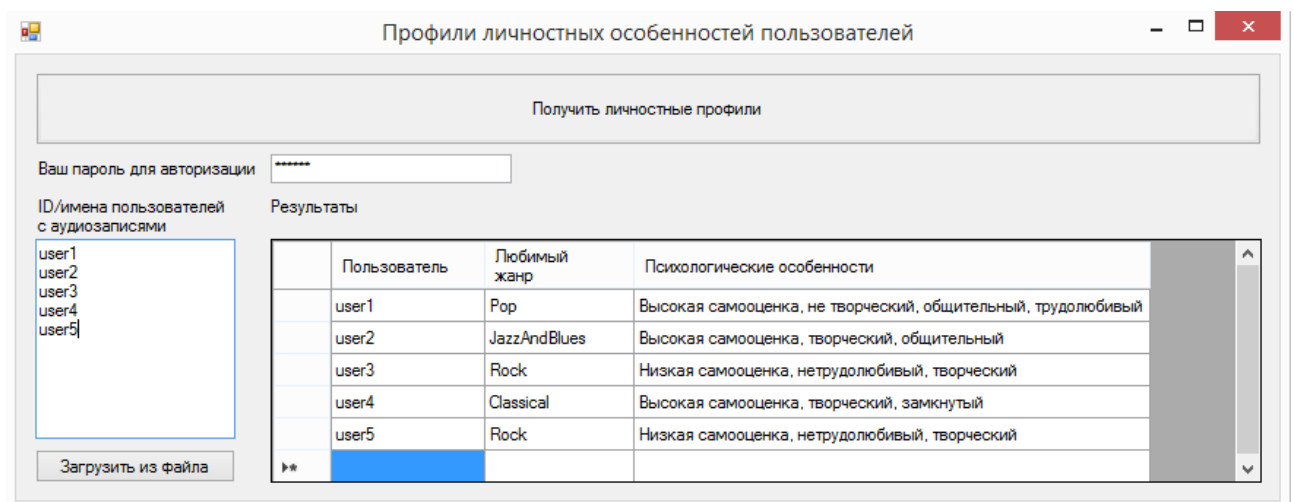 Профили личностных особенностей пользователей
Получить личностные профили
Ваш пароль для авторизации ******
ID/имена пользователей
с аудиозаписями
user1
user2
user3
user4
user5
Загрузить из файла
Результаты
Пользователь Любимый жанр Психологические особенности
user1 Pop Высокая самооценка, не творческий, общительный, трудолюбивый
user2 JazzAndBlues Высокая самооценка, творческий, общительный
user3 Rock Низкая самооценка, нетрудолюбивый, творческий
user4 Classical Высокая самооценка, творческий, замкнутый
user5 Rock Низкая самооценка, нетрудолюбивый, творческий